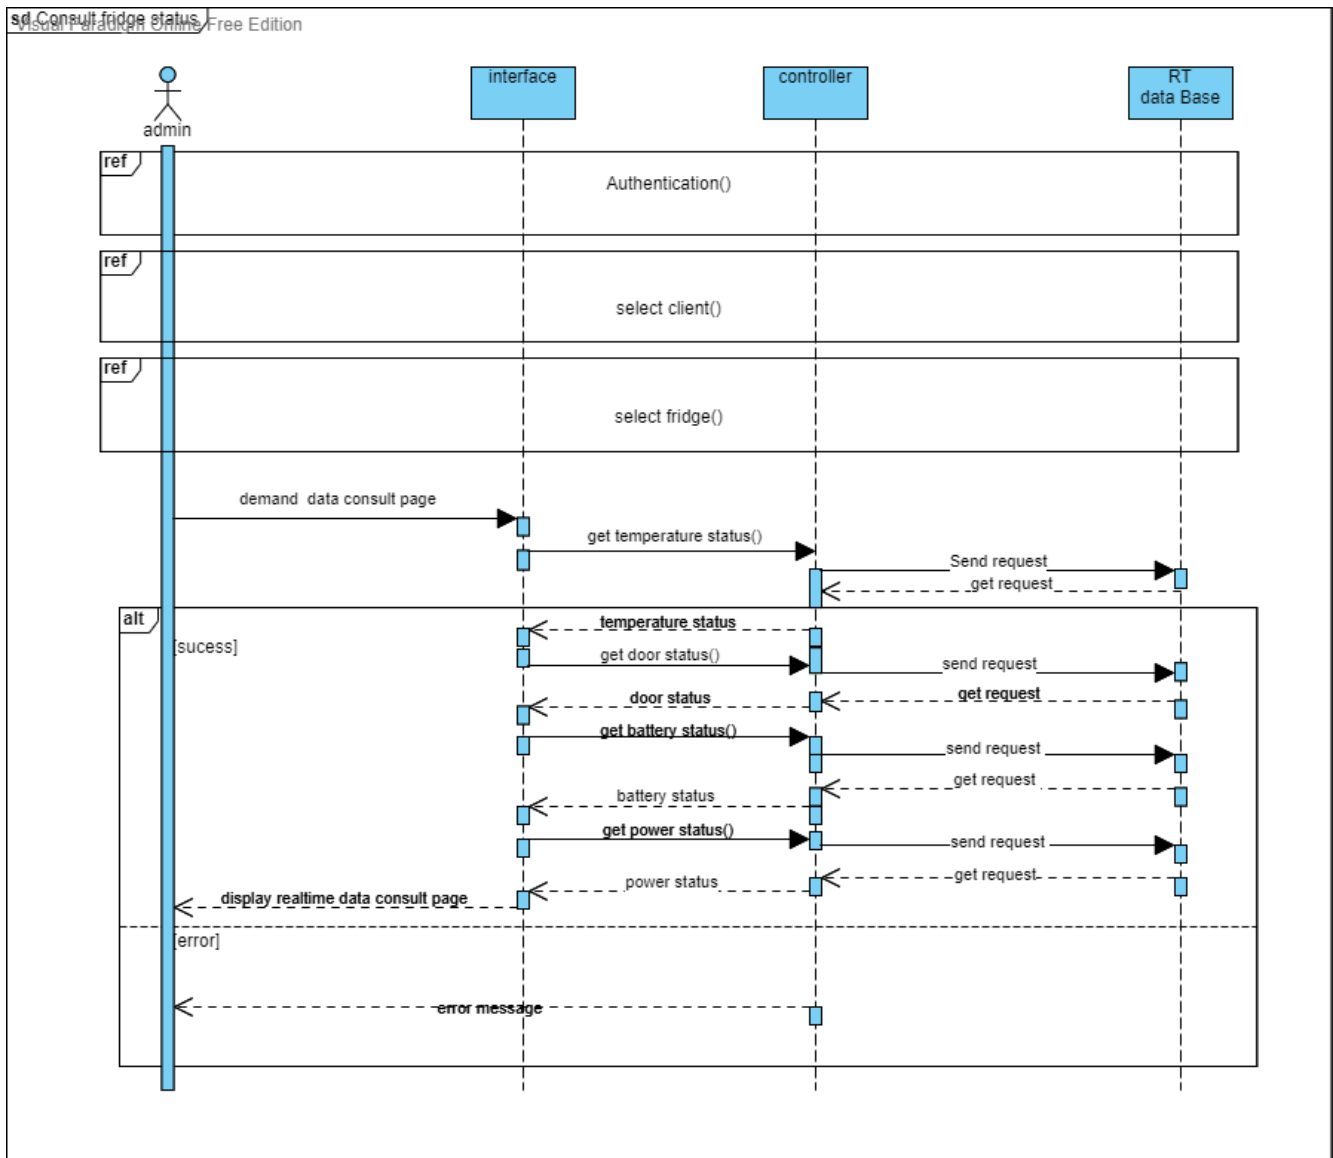 sd Consult fridge status
Visual Paradigm Online Free Edition
admin
interface
controller
RT
data Base
ref
Authentication()
ref
select client()
ref
select fridge()
demand data consult page
get temperature status()
Send request
get request
alt
[sucess]
temperature status
get door status()
send request
door status
get request
get battery status()
send request
get request
battery status
get power status()
send request
get request
power status
display realtime data consult page
[error]
error message